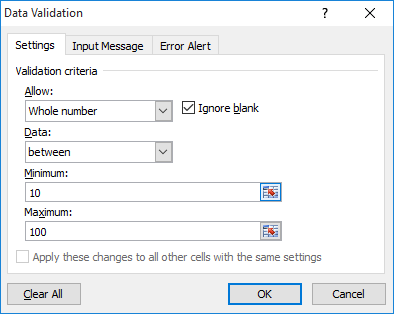 Data Validation
Settings Input Message Error Alert
Validation criteria
Allow:
Whole number Ignore blank
Data:
between
Minimum:
10
Maximum:
100
Apply these changes to all other cells with the same settings
Clear All OK Cancel